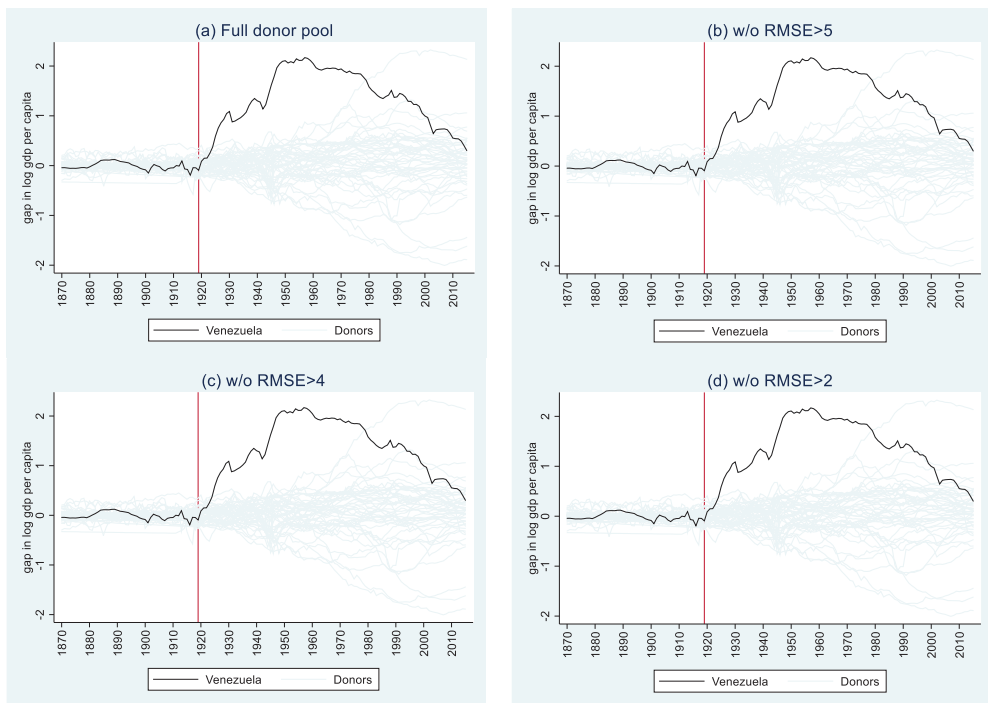 (a) Full donor pool
gap in log gdp per capita
2
1
0
-1
-2
1870 1880 1890 1900 1910 1920 1930 1940 1950 1960 1970 1980 1990 2000 2010
Venezuela Donors
(b) w/o RMSE>5
gap in log gdp per capita
2
1
0
-1
-2
1870 1880 1890 1900 1910 1920 1930 1940 1950 1960 1970 1980 1990 2000 2010
Venezuela Donors
(c) w/o RMSE>4
gap in log gdp per capita
2
1
0
-1
-2
1870 1880 1890 1900 1910 1920 1930 1940 1950 1960 1970 1980 1990 2000 2010
Venezuela Donors
(d) w/o RMSE>2
gap in log gdp per capita
2
1
0
-1
-2
1870 1880 1890 1900 1910 1920 1930 1940 1950 1960 1970 1980 1990 2000 2010
Venezuela Donors